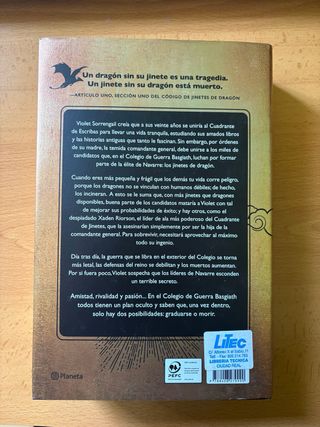 Un dragón sin su jinete es una tragedia.
Un jinete sin su dragón está muerto.
—ARTÍCULO UNO, SECCIÓN UNO DEL CÓDIGO DE JINETES DE DRAGÓN
Violet Sorrengail creía que a sus veinte años se uniría al Cuadrante
de Escribas para llevar una vida tranquila, estudiando sus amados libros
y las historias antiguas que tanto le fascinan. Sin embargo, por órdenes
de su madre, la temida comandante general, debe unirse a los miles de
candidatos que, en el Colegio de Guerra Basgiath, luchan por formar
parte de la élite de Navarre: los jinetes de dragón.
Cuando eres más pequeña y frágil que los demás tu vida corre peligro,
porque los dragones no se vinculan con humanos débiles; de hecho,
los incineran. A esto se le suma que, con más jinetes que dragones
disponibles, buena parte de los candidatos mataría a Violet con tal
de mejorar sus probabilidades de éxito; y hay otros, como el
despiadado Xaden Riorson, el líder de ala más poderoso del Cuadrante
de Jinetes, que la asesinarían simplemente por ser la hija de la
comandante general. Para sobrevivir, necesitará aprovechar al máximo
todo su ingenio.
Día tras día, la guerra que se libra en el exterior del Colegio se torna
más letal, las defensas del reino se debilitan y los muertos aumentan.
Por si fuera poco, Violet sospecha que los líderes de Navarre esconden
un terrible secreto.
Amistad, rivalidad y pasión... En el Colegio de Guerra Basgiath
todos tienen un plan oculto y saben que, una vez dentro,
solo hay dos posibilidades: graduarse o morir.
Planeta
PEFC
LiTEC
C/ Alfonso X el Sabio, 11
LIBRERIA TECNICA
CIUDAD REAL